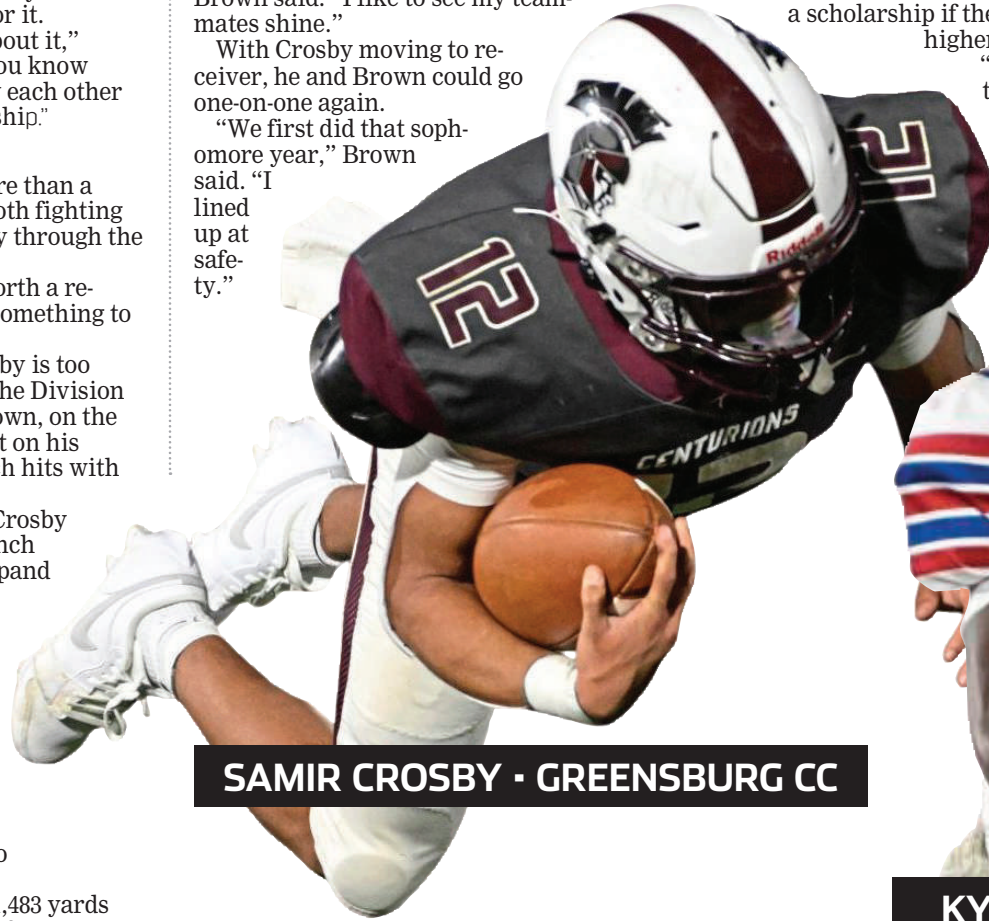 or it.
out it,"
ou know
each other
ship."
re than a
oth fighting
through the
orth a re-
omething to
by is too
he Division
own, on the
t on his
h hits with
Crosby
nch
pand
o
,483 yards
Brown said. "I like to see my team-
mates shine."
With Crosby moving to re-
ceiver, he and Brown could go
one-on-one again.
"We first did that soph-
omore year," Brown
said. "I
lined
up at
safe-
ty."
a scholarship if the
higher
12
12
Riddell
CENTURIONS
12
SAMIR CROSBY ▪ GREENSBURG CC
KY